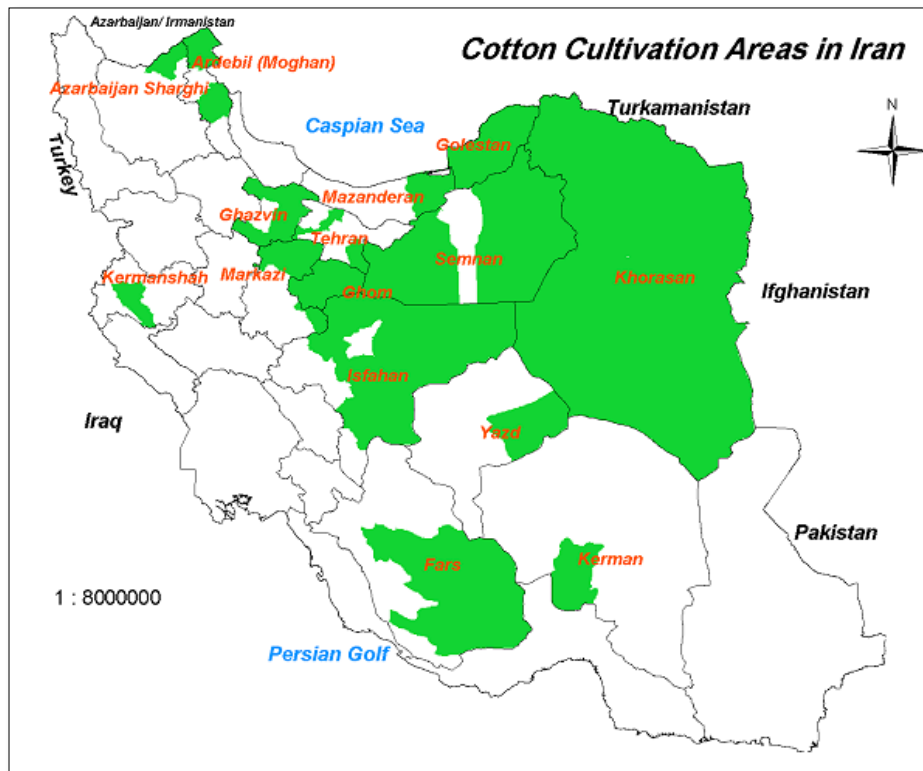 Azarbaijan/ Irmanistan
Cotton Cultivation Areas in Iran
Ardebil (Moghan)
Azarbaijan Sharghi
Turkamanistan
N
Caspian Sea
Golestan
Turkey
Mazanderan
Ghazvin
Tehran
Semnan
Kermanshah
Markazi
Khorasan
Ghom
Ifghanistan
Isfahan
Iraq
Yazd
Pakistan
Fars
Kerman
1 : 8000000
Persian Golf